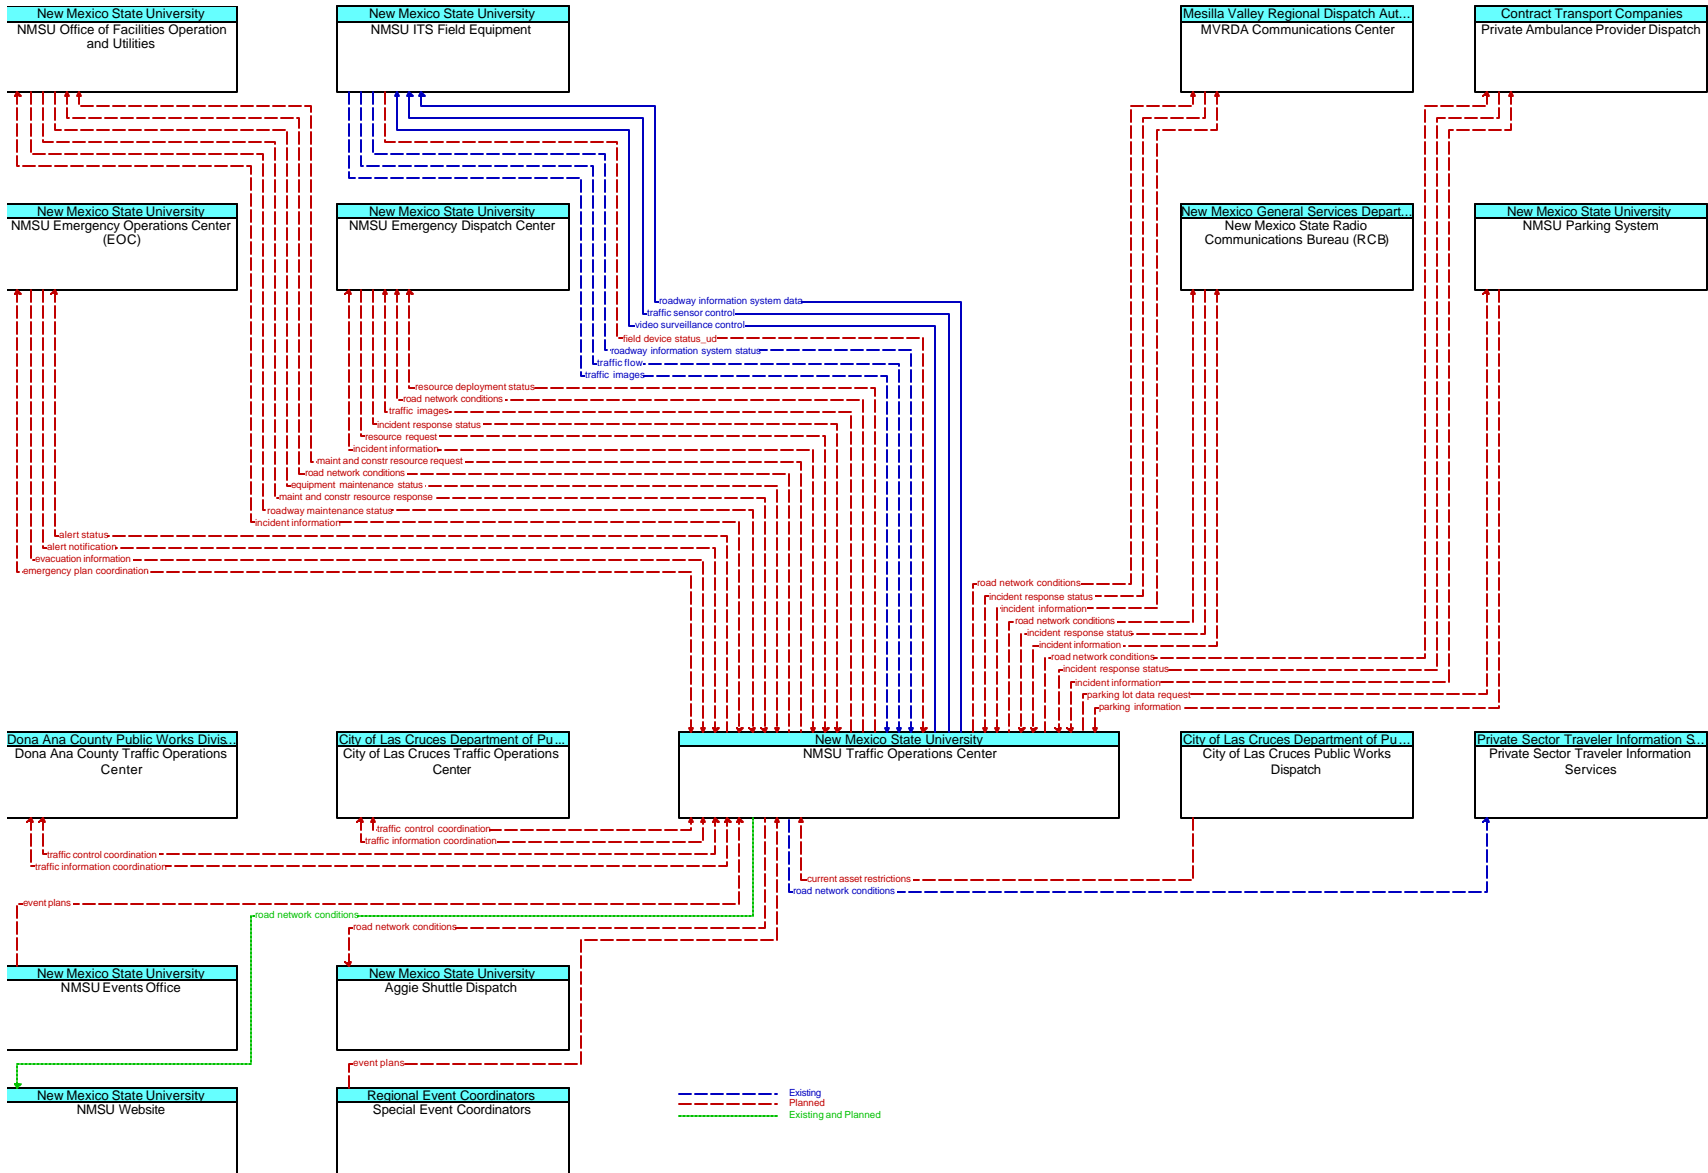 New Mexico State University
NMSU Office of Facilities Operation
and Utilities
New Mexico State University
NMSU ITS Field Equipment
Mesilla Valley Regional Dispatch Aut...
MVRDA Communications Center
Contract Transport Companies
Private Ambulance Provider Dispatch
New Mexico State University
NMSU Emergency Operations Center
(EOC)
New Mexico State University
NMSU Emergency Dispatch Center
New Mexico General Services Depart...
New Mexico State Radio
Communications Bureau (RCB)
New Mexico State University
NMSU Parking System
roadway information system data
traffic sensor control
video surveillance control
field device status_ud
roadway information system status
traffic flow
traffic images
resource deployment status
road network conditions
traffic images
incident response status
resource request
incident information
maint and constr resource request
road network conditions
equipment maintenance status
maint and constr resource response
roadway maintenance status
incident information
alert status
alert notification
evacuation information
emergency plan coordination
road network conditions
incident response status
incident information
road network conditions
incident response status
incident information
road network conditions
incident response status
incident information
parking lot data request
parking information
Dona Ana County Public Works Divis...
Dona Ana County Traffic Operations
Center
City of Las Cruces Department of Pu...
City of Las Cruces Traffic Operations
Center
New Mexico State University
NMSU Traffic Operations Center
City of Las Cruces Department of Pu...
City of Las Cruces Public Works
Dispatch
Private Sector Traveler Information S...
Private Sector Traveler Information
Services
traffic control coordination
traffic information coordination
traffic control coordination
traffic information coordination
current asset restrictions
road network conditions
event plans
road network conditions
road network conditions
New Mexico State University
NMSU Events Office
New Mexico State University
Aggie Shuttle Dispatch
event plans
New Mexico State University
NMSU Website
Regional Event Coordinators
Special Event Coordinators
Existing
Planned
Existing and Planned